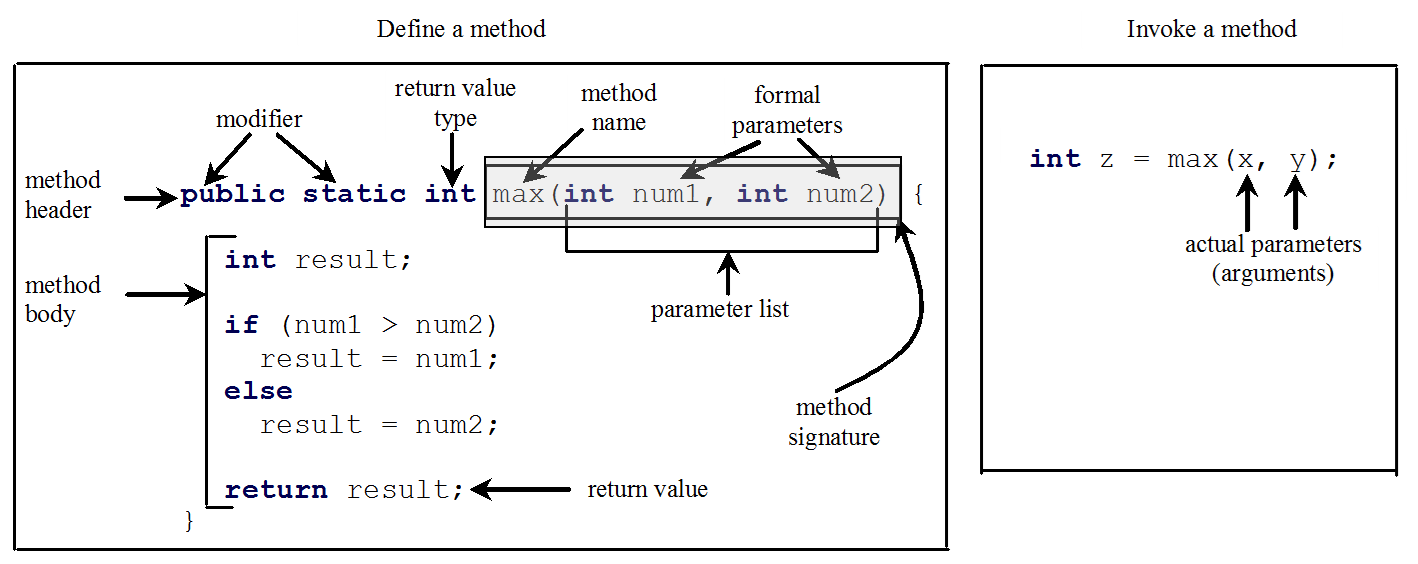 Define a method
Invoke a method
modifier
return value
type
method
name
formal
parameters
method
header
public static int max(int num1, int num2) {
method
body
int result;
if (num1 > num2)
result = num1;
else
result = num2;
return result;
}
parameter list
method
signature
return value
int z = max(x, y);
actual parameters
(arguments)